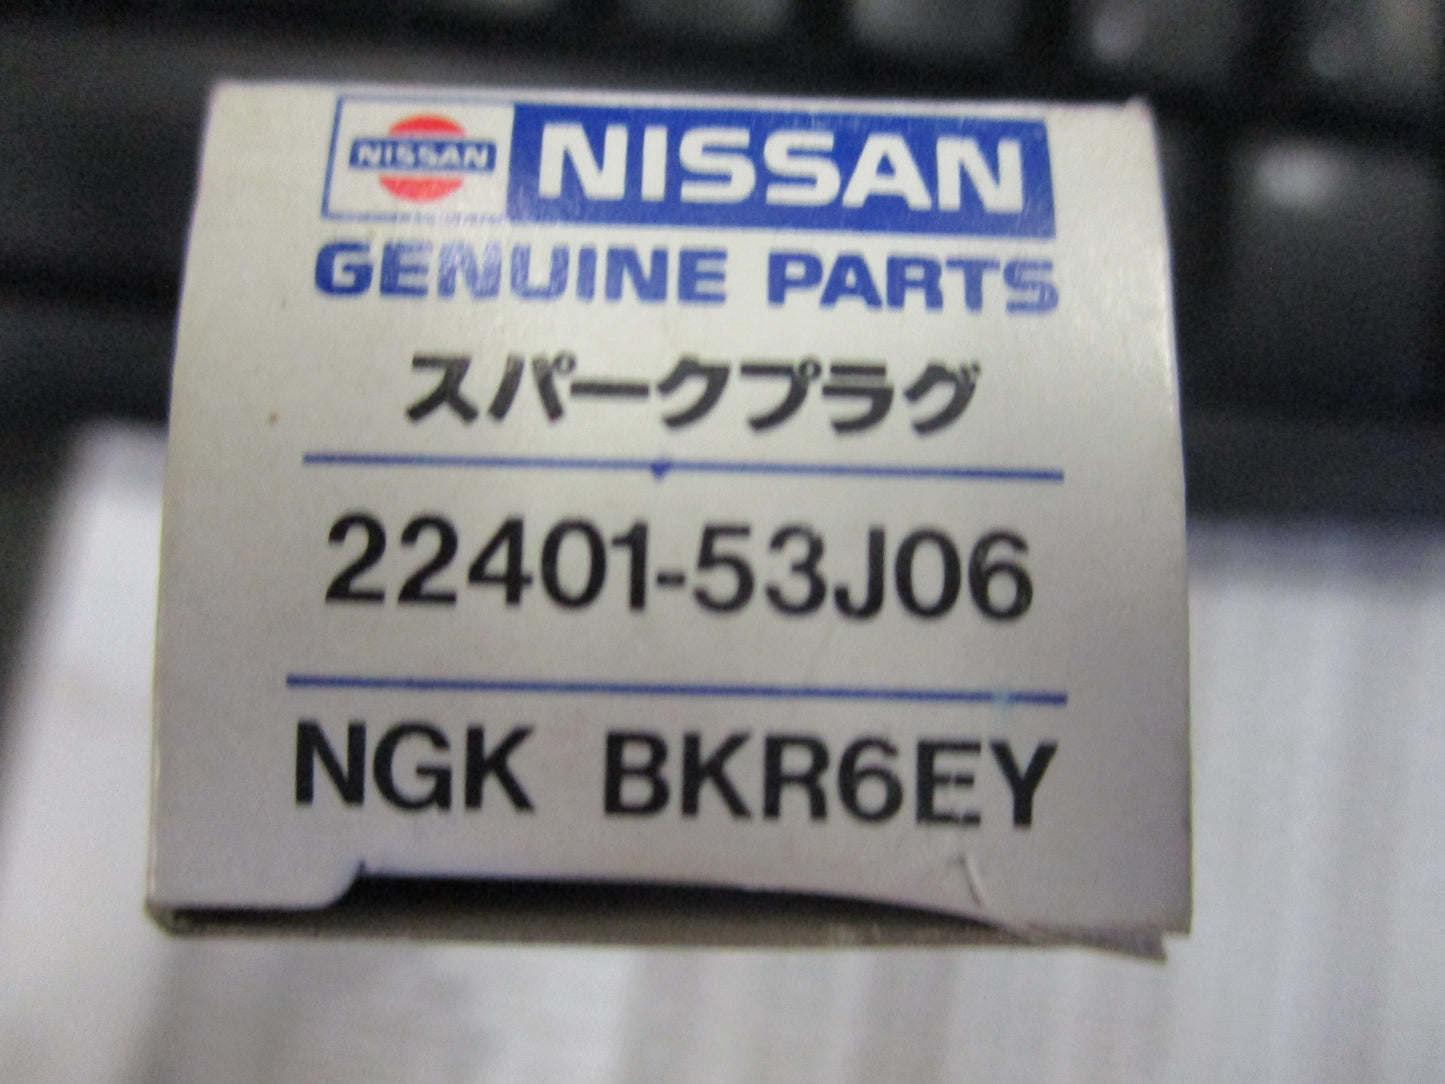 NISSAN NISSAN
GENUINE PARTS
スパークプラグ
22401-53J06
NGK BKR6EY